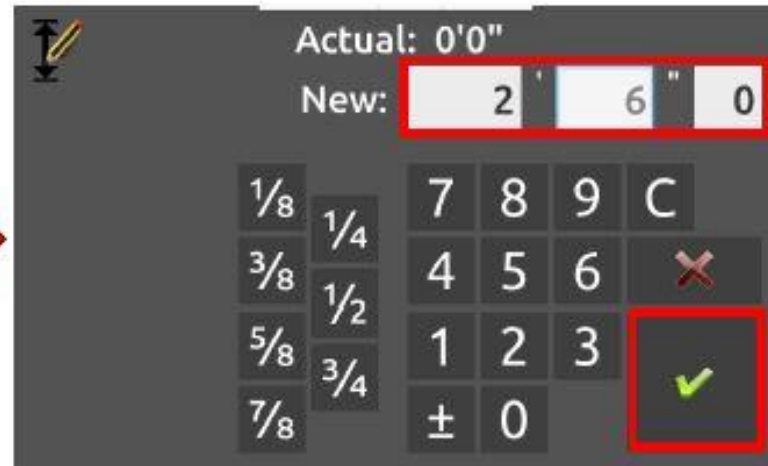 Actual: 0'0"
New: 2 ' 6 " 0
⅛ 7 8 9 C
¼
⅜ 4 5 6
½
⅝ 1 2 3
¾
⅞ ± 0